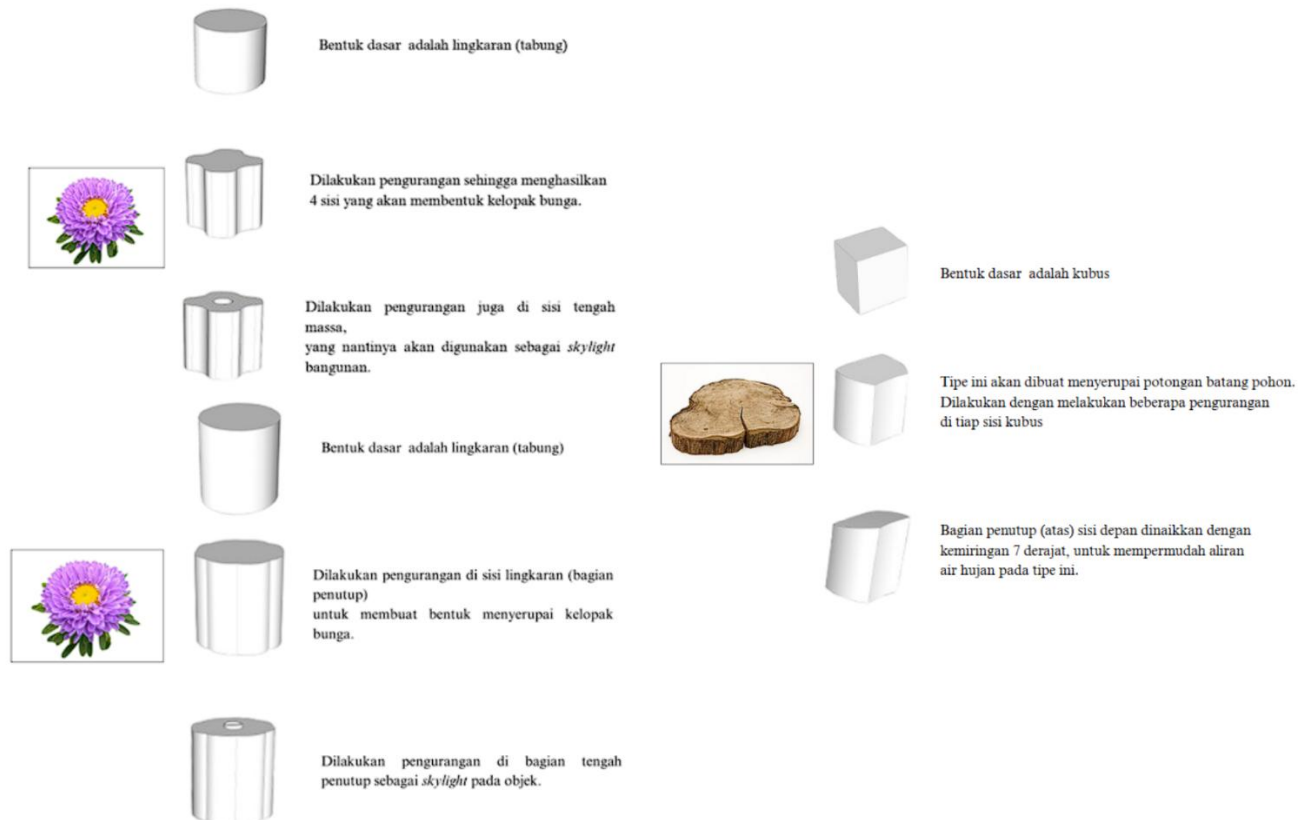 Bentuk dasar adalah lingkaran (tabung)
Dilakukan pengurangan sehingga menghasilkan
4 sisi yang akan membentuk kelopak bunga.
Dilakukan pengurangan juga di sisi tengah
massa,
yang nantinya akan digunakan sebagai skylight
bangunan.
Bentuk dasar adalah lingkaran (tabung)
Dilakukan pengurangan di sisi lingkaran (bagian
penutup)
untuk membuat bentuk menyerupai kelopak
bunga.
Dilakukan pengurangan di bagian tengah
penutup sebagai skylight pada objek.
Bentuk dasar adalah kubus
Tipe ini akan dibuat menyerupai potongan batang pohon.
Dilakukan dengan melakukan beberapa pengurangan
di tiap sisi kubus
Bagian penutup (atas) sisi depan dinaikkan dengan
kemiringan 7 derajat, untuk mempermudah aliran
air hujan pada tipe ini.